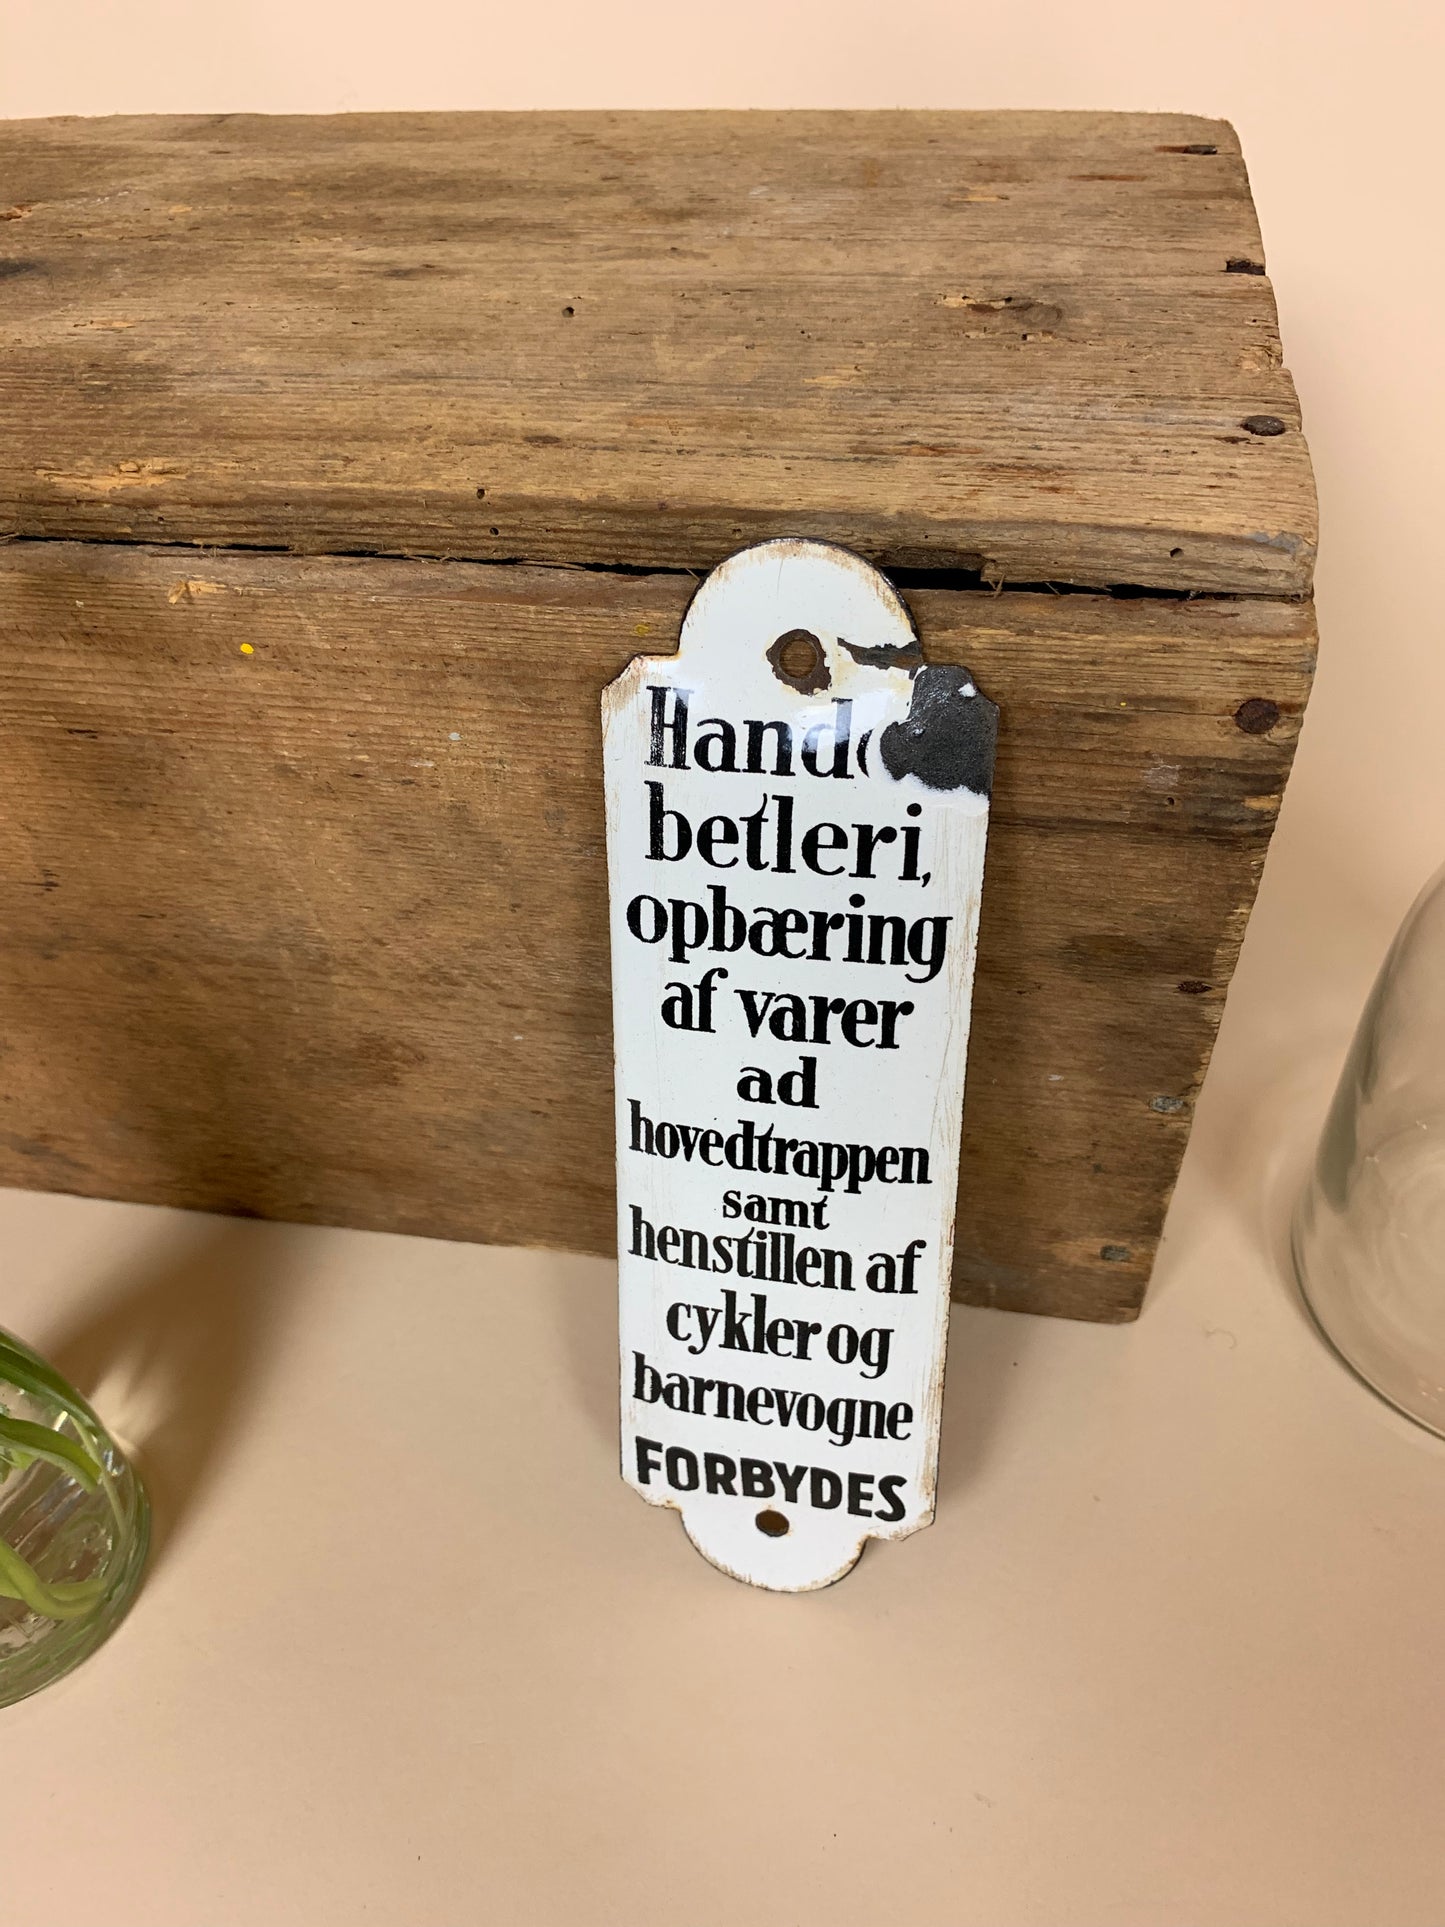 betleri,
opbæring
af varer
ad
hovedtrappen
samt
henstillen af
cykler og
barnevogne
FORBYDES